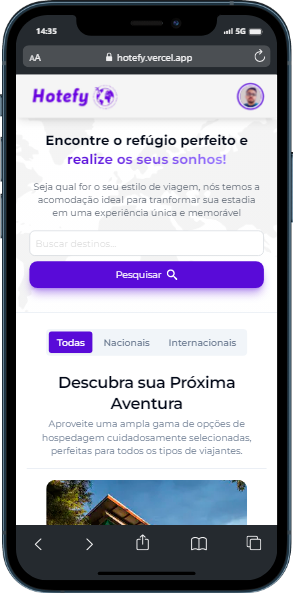 14:35
5G
AA
hotefy.vercel.app
Hotefy
Encontre o refúgio perfeito e
realize os seus sonhos!
Seja qual for o seu estilo de viagem, nós temos a
acomodação ideal para tranformar sua estadia
em uma experiência única e memorável
Buscar destinos...
Pesquisar
Todas Nacionais Internacionais
Descubra sua Próxima
Aventura
Aproveite uma ampla gama de opções de
hospedagem cuidadosamente selecionadas,
perfeitas para todos os tipos de viajantes.